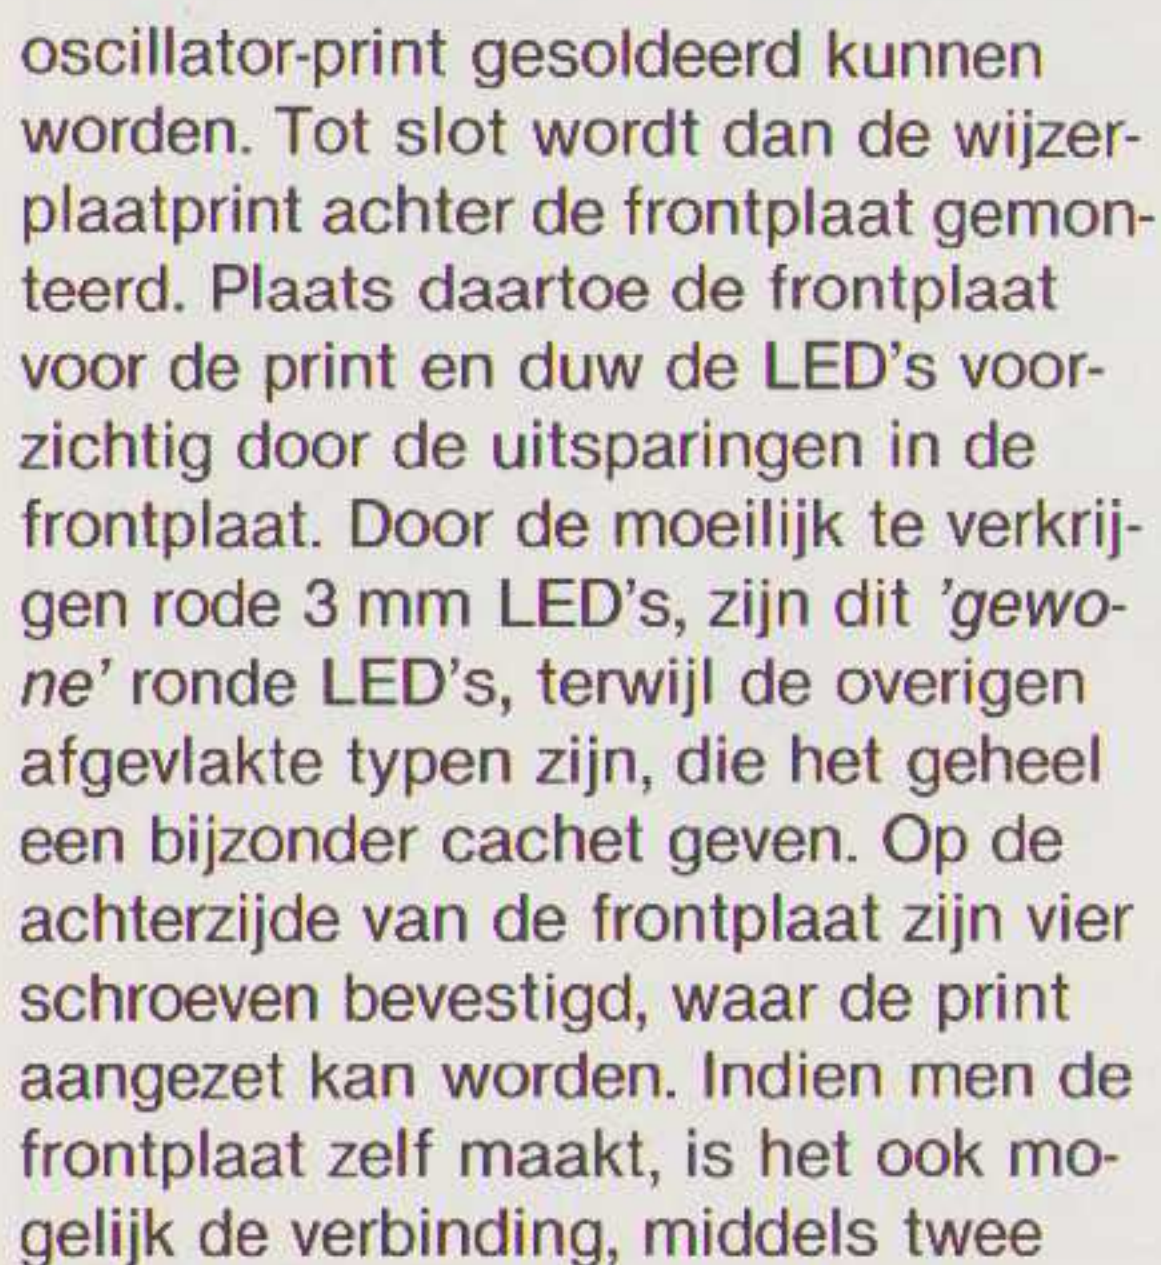 oscillator-print gesoldeerd kunnen
worden. Tot slot wordt dan de wijzer-
plaatprint achter de frontplaat gemon-
teerd. Plaats daartoe de frontplaat
voor de print en duw de LED's voor-
zichtig door de uitsparingen in de
frontplaat. Door de moeilijk te verkrij-
gen rode 3 mm LED's, zijn dit 'gewo-
ne' ronde LED's, terwijl de overigen
afgevlakte typen zijn, die het geheel
een bijzonder cachet geven. Op de
achterzijde van de frontplaat zijn vier
schroeven bevestigd, waar de print
aangezet kan worden. Indien men de
frontplaat zelf maakt, is het ook mo-
gelijk de verbinding, middels twee